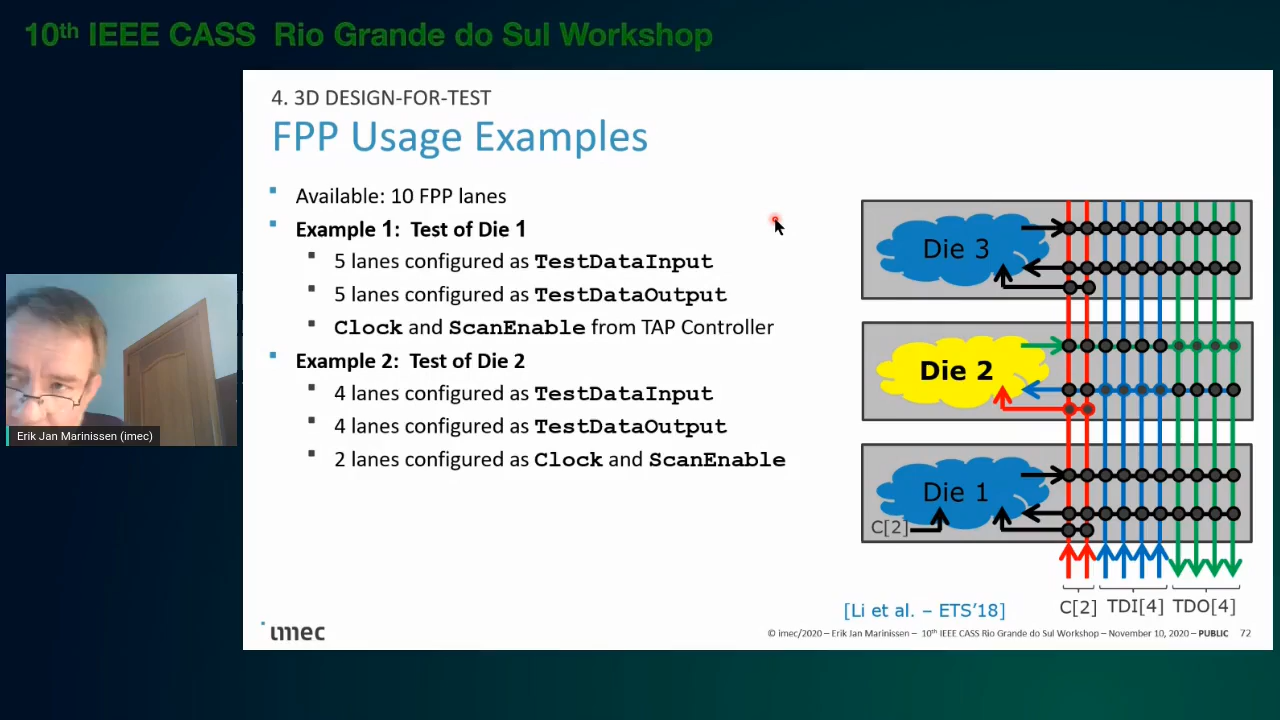 10th IEEE CASS Rio Grande do Sul Workshop
4. 3D DESIGN-FOR-TEST
FPP Usage Examples
Available: 10 FPP lanes
Example 1: Test of Die 1
5 lanes configured as TestDataInput
5 lanes configured as TestDataOutput
Clock and ScanEnable from TAP Controller
Example 2: Test of Die 2
4 lanes configured as TestDataInput
4 lanes configured as TestDataOutput
2 lanes configured as Clock and ScanEnable
Die 3
Die 2
Die 1
C[2]
C[2] TDI[4] TDO[4]
[Li et al. – ETS'18]
Erik Jan Marinissen (imec)
imec
© imec/2020 – Erik Jan Marinissen – 10th IEEE CASS Rio Grande do Sul Workshop – November 10, 2020 – PUBLIC 72